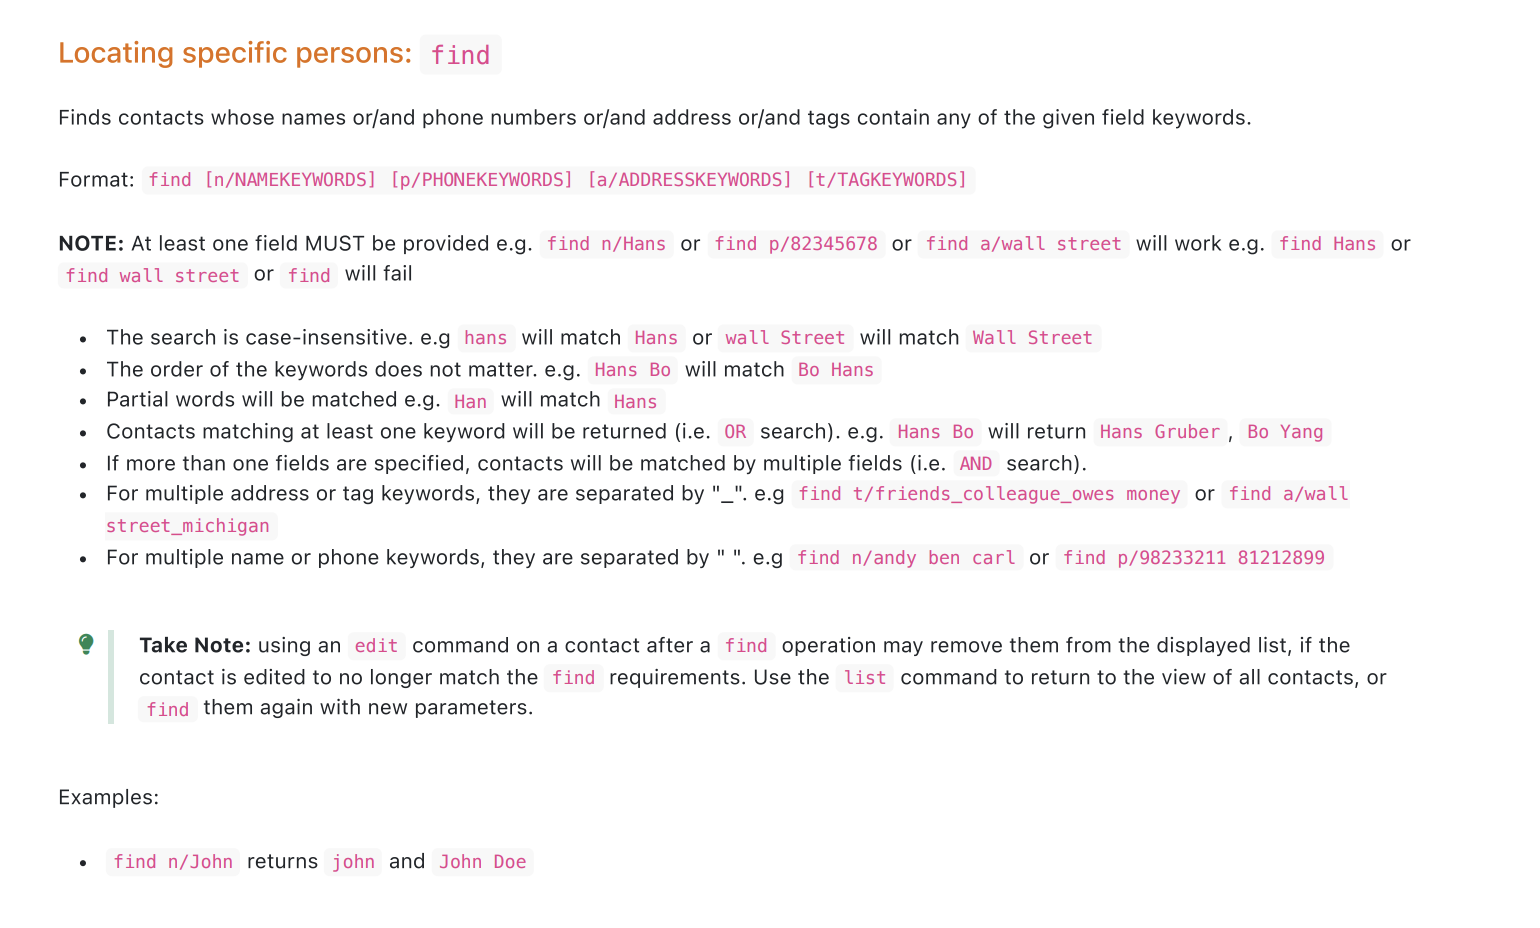 Locating specific persons: find
Finds contacts whose names or/and phone numbers or/and address or/and tags contain any of the given field keywords.
Format: find [n/NAMEKEYWORDS] [p/PHONEKEYWORDS] [a/ADDRESSKEYWORDS] [t/TAGKEYWORDS]
NOTE: At least one field MUST be provided e.g. find n/Hans or find p/82345678 or find a/wall street will work e.g. find Hans or
find wall street or find will fail
• The search is case-insensitive. e.g hans will match Hans or wall Street will match Wall Street
• The order of the keywords does not matter. e.g. Hans Bo will match Bo Hans
• Partial words will be matched e.g. Han will match Hans
• Contacts matching at least one keyword will be returned (i.e. OR search). e.g. Hans Bo will return Hans Gruber, Bo Yang
• If more than one fields are specified, contacts will be matched by multiple fields (i.e. AND search).
• For multiple address or tag keywords, they are separated by "_". e.g find t/friends_colleague_owes money or find a/wall
street_michigan
• For multiple name or phone keywords, they are separated by " ". e.g find n/andy ben carl or find p/98233211 81212899
Take Note: using an edit command on a contact after a find operation may remove them from the displayed list, if the
contact is edited to no longer match the find requirements. Use the list command to return to the view of all contacts, or
find them again with new parameters.
Examples:
• find n/John returns john and John Doe